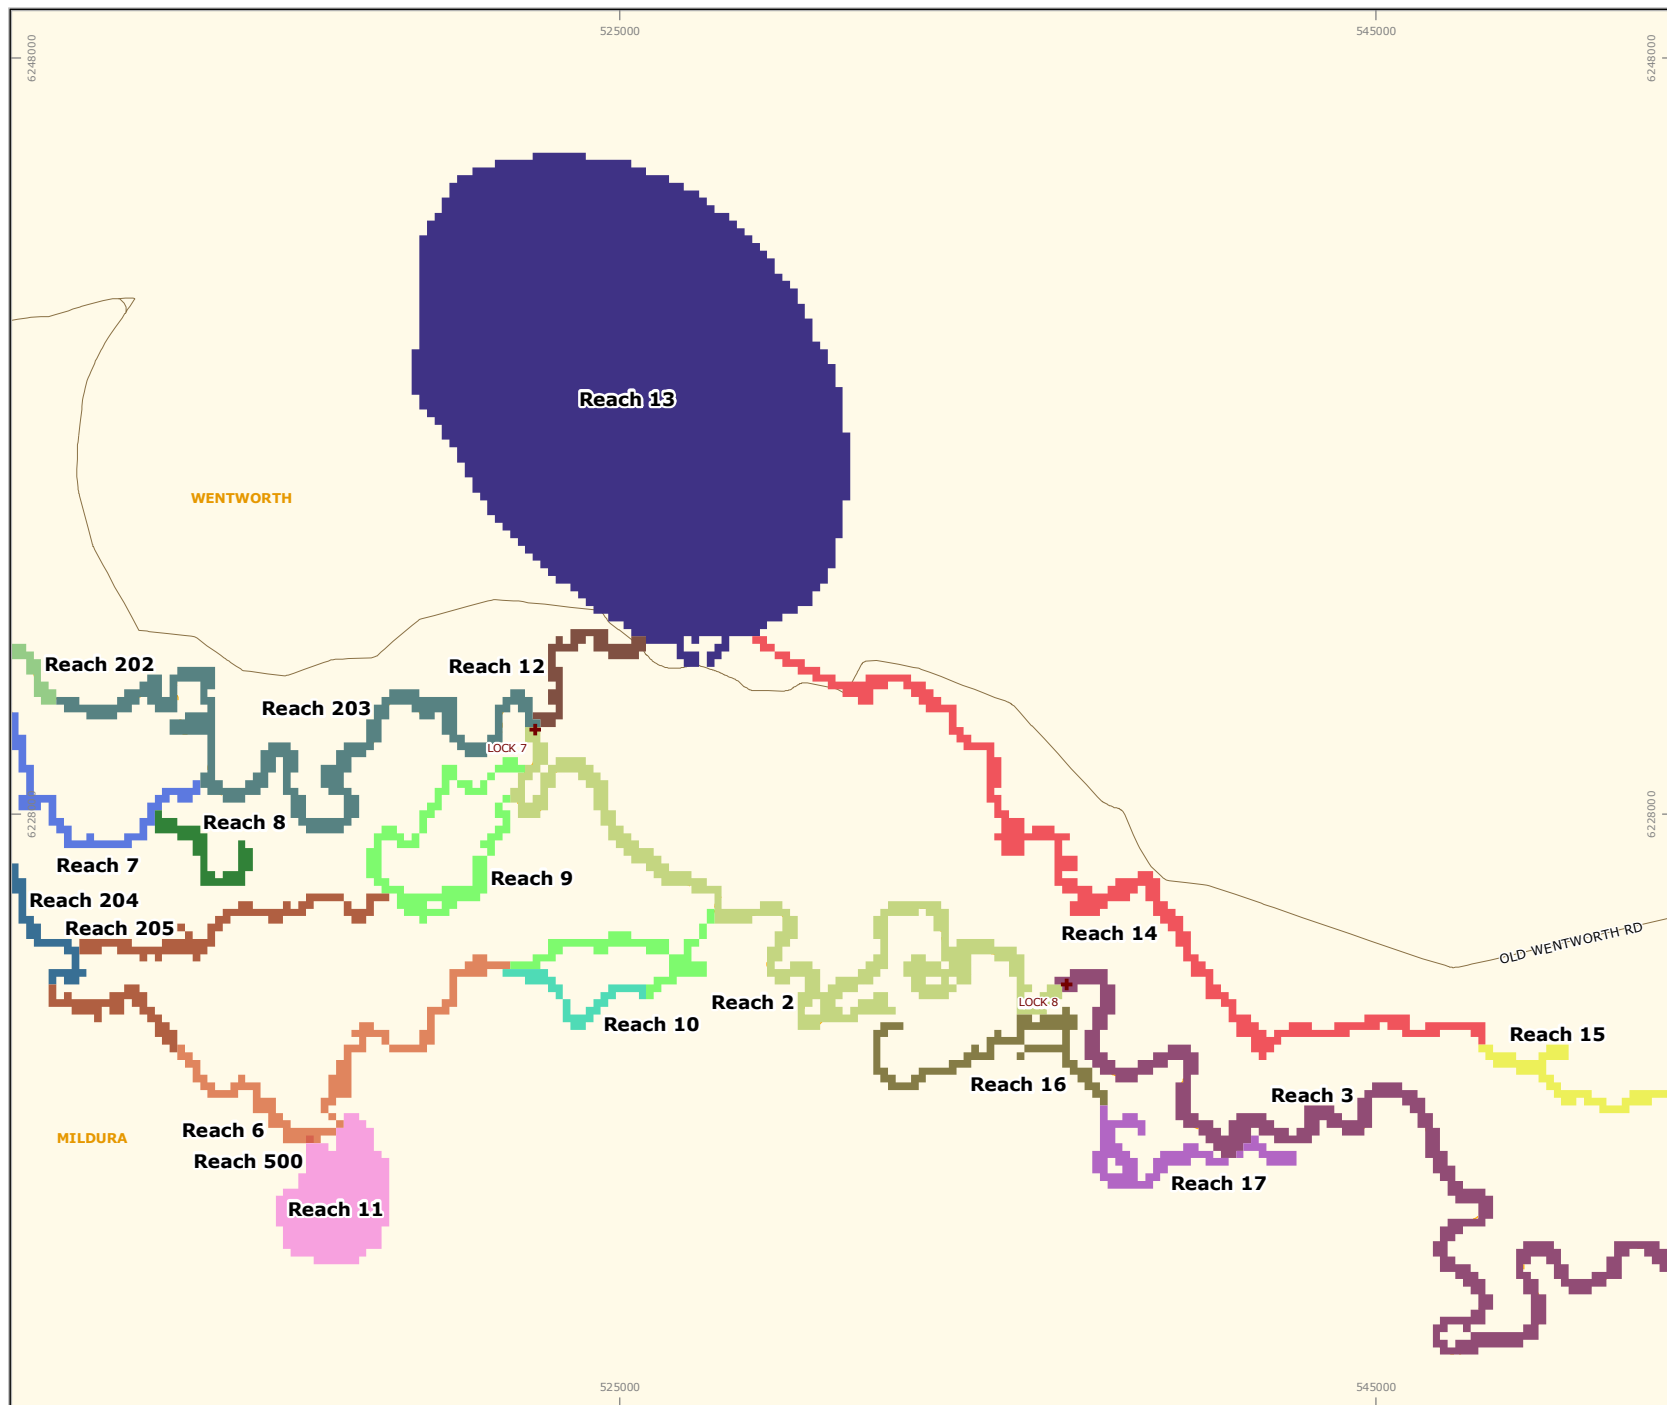 525000
545000
6248000
6248000
Reach 13
WENTWORTH
Reach 202
Reach 12
Reach 203
LOCK 7
6228000
6228000
Reach 8
Reach 7
Reach 9
Reach 204
Reach 205
Reach 14
OLD WENTWORTH RD
Reach 2
LOCK 8
Reach 10
Reach 15
Reach 16
Reach 3
Reach 6
MILDURA
Reach 500
Reach 17
Reach 11
525000
545000